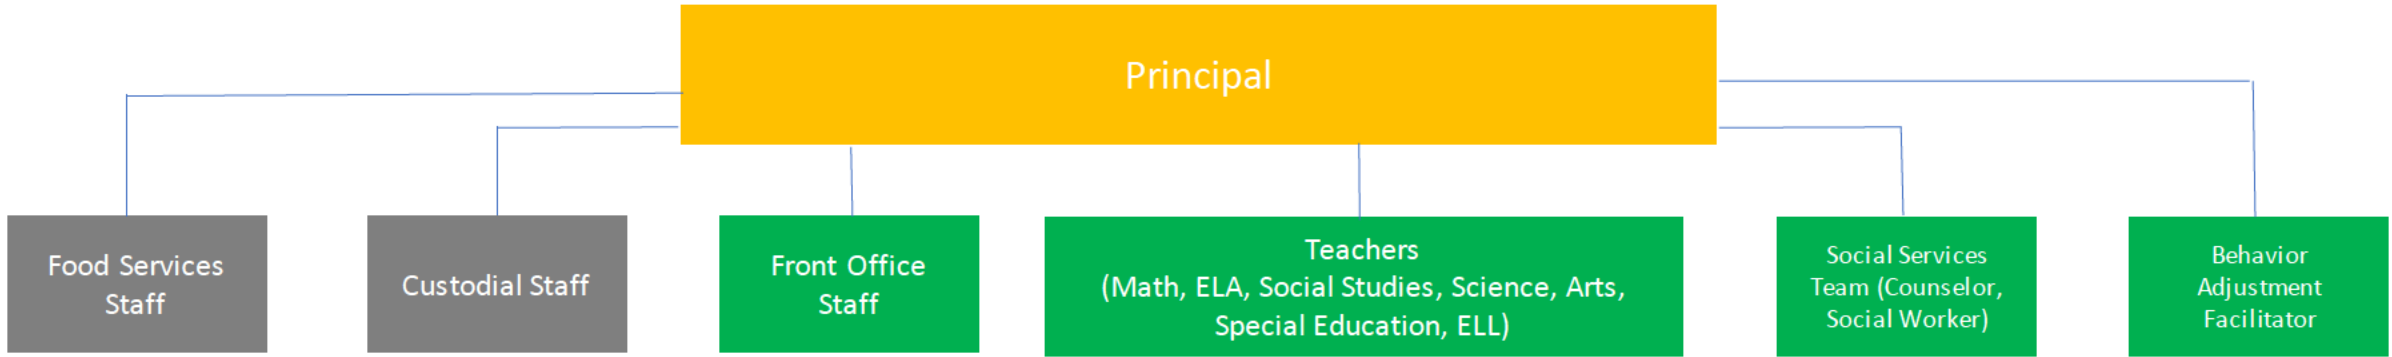 Principal
Food Services
Staff
Custodial Staff
Front Office
Staff
Teachers
(Math, ELA, Social Studies, Science, Arts,
Special Education, ELL)
Social Services
Team (Counselor,
Social Worker)
Behavior
Adjustment
Facilitator